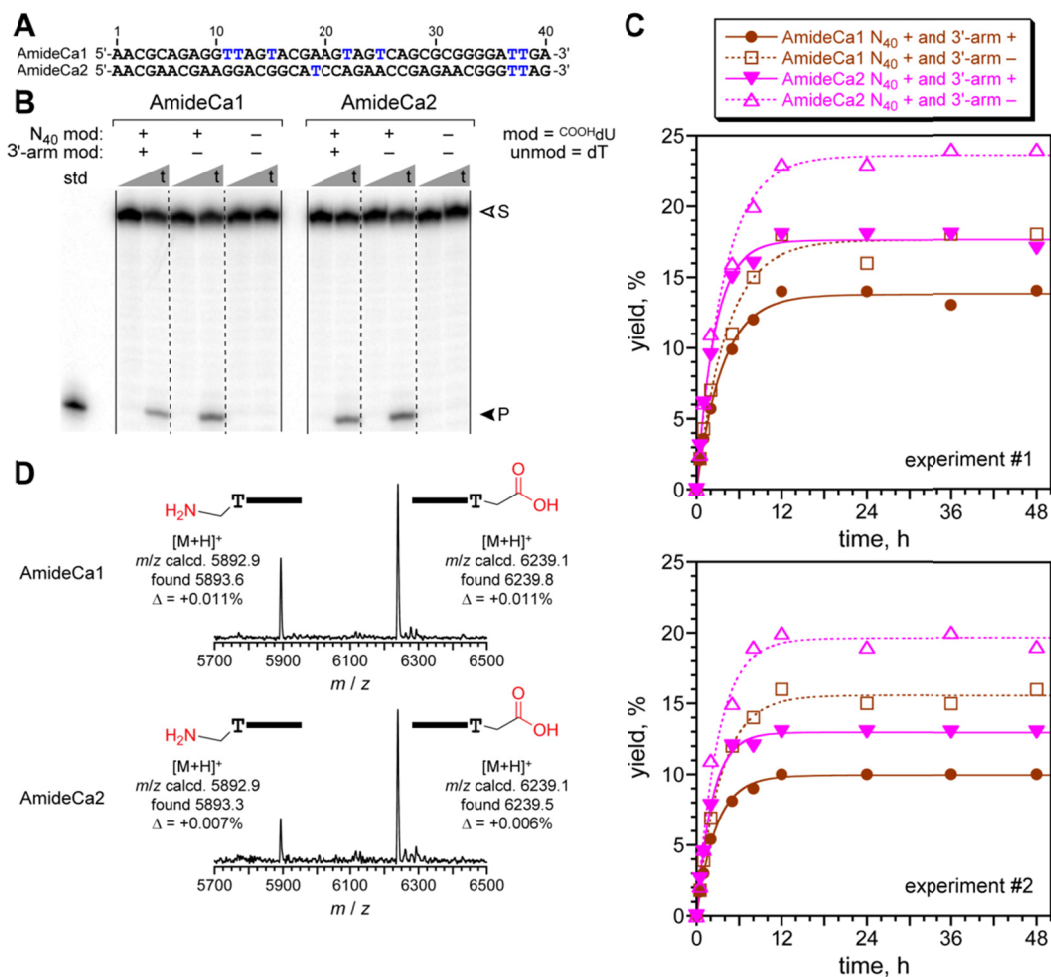 A
1 10 20 30 40
AmideCa1 5'-AACGCAGAGGTTAGTACGAAGTAGTCAGCGCGGGGATTGA-3'
AmideCa2 5'-AACGAACGAAGGACGGCATCCAGAACCGAGAACGGGTTAG-3'
B
AmideCa1 AmideCa2
N40 mod: + + − + + − mod = COOHdU
3'-arm mod: + − − + − − unmod = dT
std t t t t t t
S
P
C
AmideCa1 N40 + and 3'-arm +
AmideCa1 N40 + and 3'-arm −
AmideCa2 N40 + and 3'-arm +
AmideCa2 N40 + and 3'-arm −
25
20
15
10
5
0
yield, %
experiment #1
0 12 24 36 48
time, h
25
20
15
10
5
0
yield, %
experiment #2
0 12 24 36 48
time, h
D
AmideCa1
H2N T
[M+H]+
m/z calcd. 5892.9
found 5893.6
Δ = +0.011%
T O OH
[M+H]+
m/z calcd. 6239.1
found 6239.8
Δ = +0.011%
5700 5900 6100 6300 6500
m / z
AmideCa2
H2N T
[M+H]+
m/z calcd. 5892.9
found 5893.3
Δ = +0.007%
T O OH
[M+H]+
m/z calcd. 6239.1
found 6239.5
Δ = +0.006%
5700 5900 6100 6300 6500
m / z